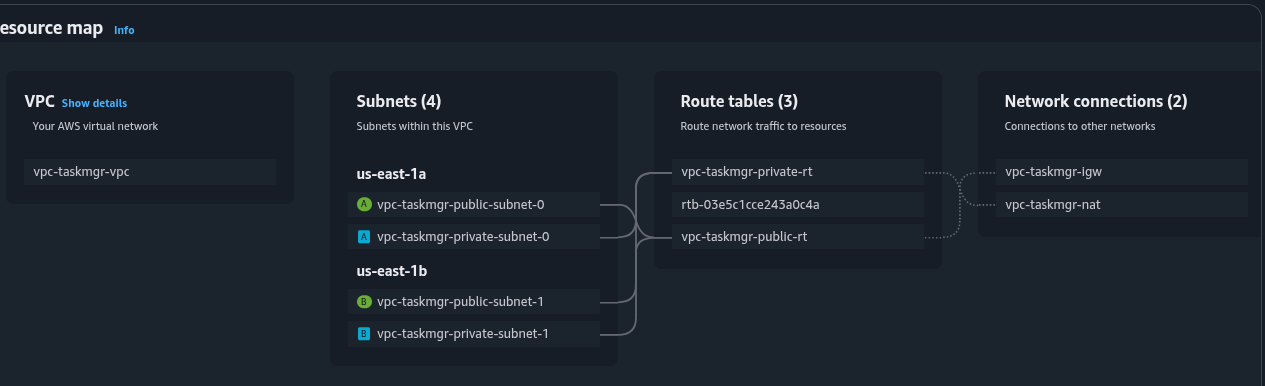 esource map Info
VPC Show details
Your AWS virtual network
vpc-taskmgr-vpc
Subnets (4)
Subnets within this VPC
us-east-1a
A vpc-taskmgr-public-subnet-0
A vpc-taskmgr-private-subnet-0
us-east-1b
B vpc-taskmgr-public-subnet-1
B vpc-taskmgr-private-subnet-1
Route tables (3)
Route network traffic to resources
vpc-taskmgr-private-rt
rtb-03e5c1cce243a0c4a
vpc-taskmgr-public-rt
Network connections (2)
Connections to other networks
vpc-taskmgr-igw
vpc-taskmgr-nat